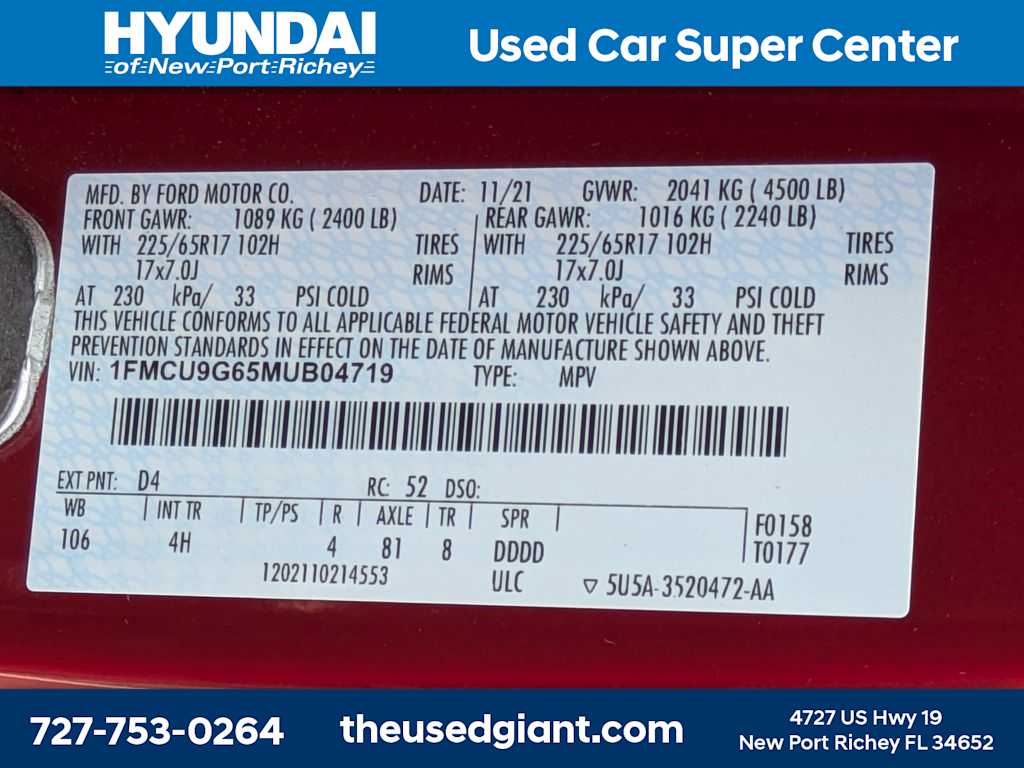 HYUNDAI
of New Port Richey
Used Car Super Center
MFD. BY FORD MOTOR CO. DATE: 11/21 GVWR: 2041 KG ( 4500 LB)
FRONT GAWR: 1089 KG ( 2400 LB) REAR GAWR: 1016 KG ( 2240 LB)
WITH 225/65R17 102H TIRES WITH 225/65R17 102H TIRES
17x7.0J RIMS 17x7.0J RIMS
AT 230 kPa/ 33 PSI COLD AT 230 kPa/ 33 PSI COLD
THIS VEHICLE CONFORMS TO ALL APPLICABLE FEDERAL MOTOR VEHICLE SAFETY AND THEFT
PREVENTION STANDARDS IN EFFECT ON THE DATE OF MANUFACTURE SHOWN ABOVE.
VIN: 1FMCU9G65MUB04719 TYPE: MPV
EXT PNT: D4 RC: 52 DSO:
WB INT TR TP/PS R AXLE TR SPR F0158
106 4H 4 81 8 DDDD T0177
1202110214553 ULC ▽ 5U5A-3520472-AA
727-753-0264
theusedgiant.com
4727 US Hwy 19
New Port Richey FL 34652